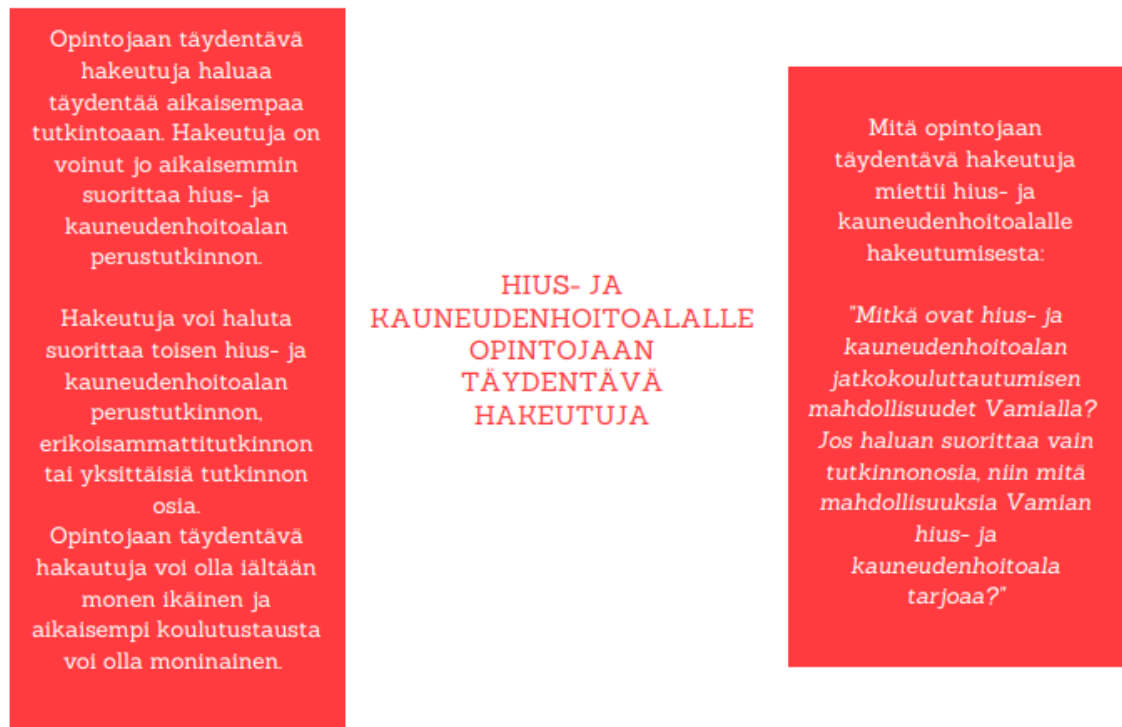 Opintojaan täydentävä
hakeutuja haluaa
täydentää aikaisempaa
tutkintoaan. Hakeutuja on
voinut jo aikaisemmin
suorittaa hius- ja
kauneudenhoitoalan
perustutkinnon.
Hakeutuja voi haluta
suorittaa toisen hius- ja
kauneudenhoitoalan
perustutkinnon,
erikoisammattitutkinnon
tai yksittäisiä tutkinnon
osia.
Opintojaan täydentävä
hakautuja voi olla iältään
monen ikäinen ja
aikaisempi koulutustausta
voi olla moninainen.
HIUS- JA
KAUNEUDENHOITOALALLE
OPINTOJAAN
TÄYDENTÄVÄ
HAKEUTUJA
Mitä opintojaan
täydentävä hakeutuja
miettii hius- ja
kauneudenhoitoalalle
hakeutumisesta:
"Mitkä ovat hius- ja
kauneudenhoitoalan
jatkokouluttautumisen
mahdollisuudet Vamialla?
Jos haluan suorittaa vain
tutkinnonosia, niin mitä
mahdollisuuksia Vamian
hius- ja
kauneudenhoitoala
tarjoaa?"